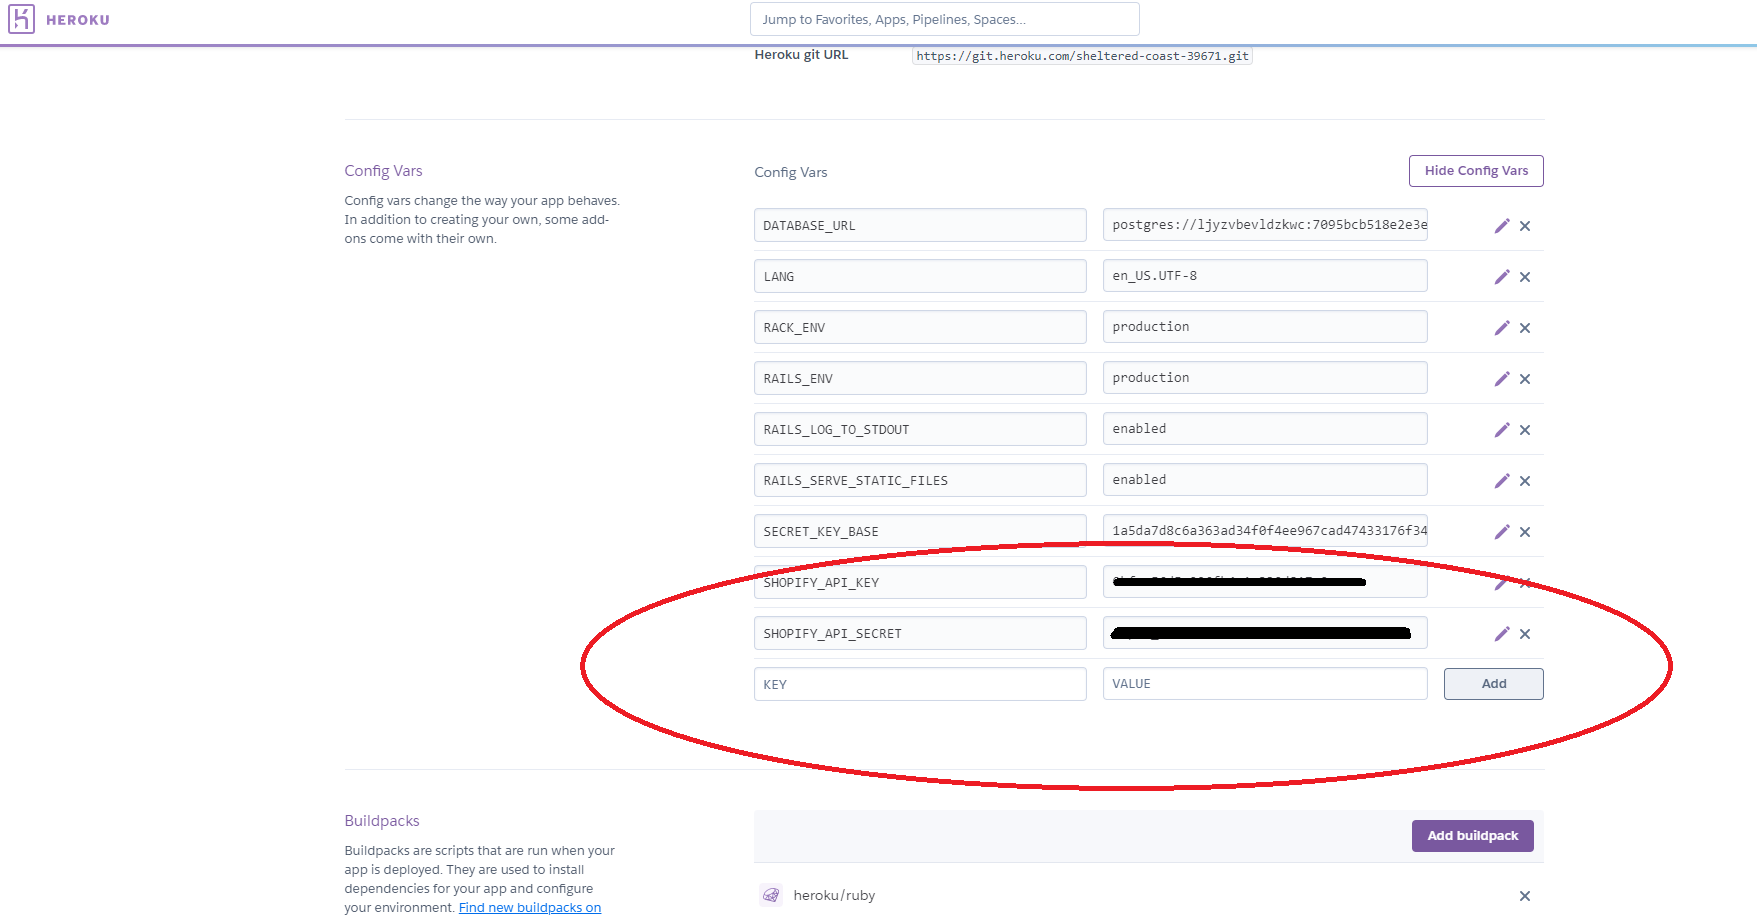 HEROKU
Jump to Favorites, Apps, Pipelines, Spaces...
Heroku git URL
https://git.heroku.com/sheltered-coast-39671.git
Config Vars
Config vars change the way your app behaves.
In addition to creating your own, some add-
ons come with their own.
Config Vars
Hide Config Vars
DATABASE_URL
postgres://ljyzvbevldzkwc:7095bcb518e2e3e
LANG
en_US.UTF-8
RACK_ENV
production
RAILS_ENV
production
RAILS_LOG_TO_STDOUT
enabled
RAILS_SERVE_STATIC_FILES
enabled
SECRET_KEY_BASE
1a5da7d8c6a363ad34f0f4ee967cad47433176f34
SHOPIFY_API_KEY
SHOPIFY_API_SECRET
KEY
VALUE
Add
Buildpacks
Buildpacks are scripts that are run when your
app is deployed. They are used to install
dependencies for your app and configure
your environment. Find new buildpacks on
Add buildpack
heroku/ruby